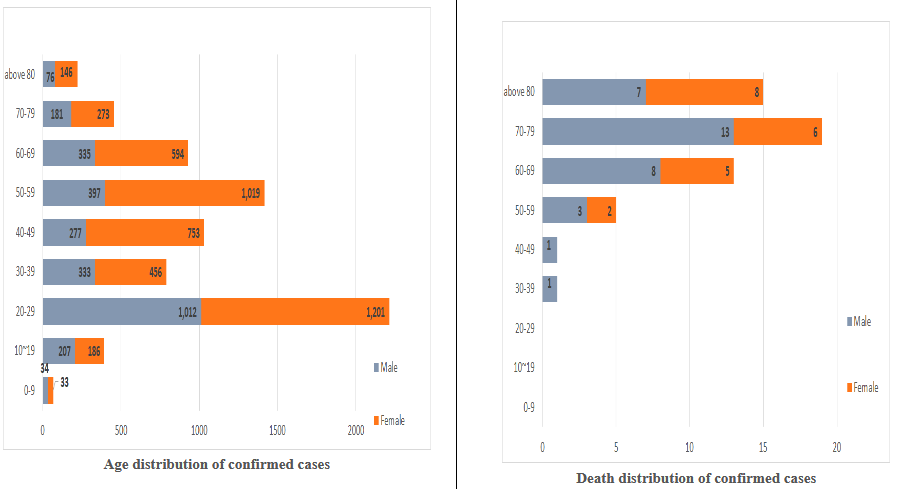 above 80 76 146
70-79 181 273
60-69 335 594
50-59 397 1,019
40-49 277 753
30-39 333 456
20-29 1,012 1,201
10~19 207 186
34
0-9 33
Male
Female
0 500 1000 1500 2000
Age distribution of confirmed cases
above 80 7 8
70-79 13 6
60-69 8 5
50-59 3 2
40-49 1
30-39 1
20-29
10~19
0-9
Male
Female
0 5 10 15 20
Death distribution of confirmed cases